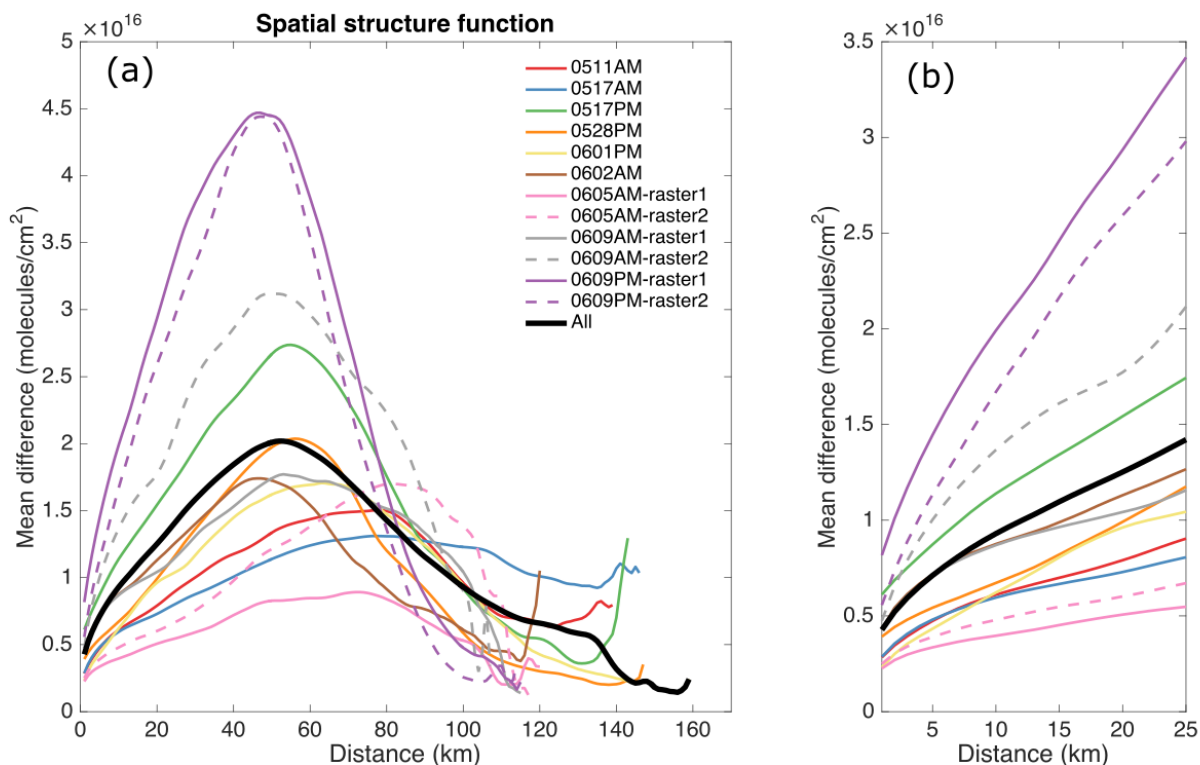 Spatial structure function
×10^16
(a)
5
4.5
4
3.5
3
2.5
2
1.5
1
0.5
0
Mean difference (molecules/cm^2)
0 20 40 60 80 100 120 140 160
Distance (km)
0511AM
0517AM
0517PM
0528PM
0601PM
0602AM
0605AM-raster1
0605AM-raster2
0609AM-raster1
0609AM-raster2
0609PM-raster1
0609PM-raster2
All
×10^16
(b)
3.5
3
2.5
2
1.5
1
0.5
0
Mean difference (molecules/cm^2)
5 10 15 20 25
Distance (km)